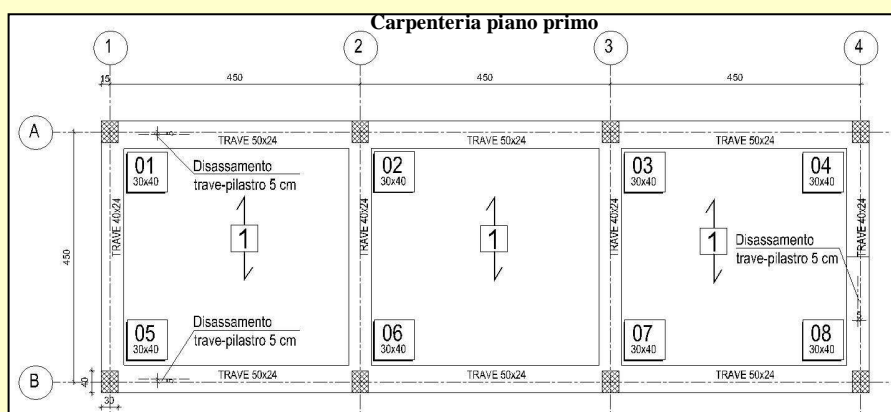 Carpenteria piano primo
1 2 3 4
15 450 450 450
A
TRAVE 50x24 TRAVE 50x24 TRAVE 50x24
01 30x40
Disassamento
trave-pilastro 5 cm
02 30x40
03 30x40
04 30x40
5
TRAVE 40x24 TRAVE 40x24 TRAVE 40x24 TRAVE 40x24
450
1 1 1
Disassamento
trave-pilastro 5 cm
5
05 30x40
Disassamento
trave-pilastro 5 cm
06 30x40
07 30x40
08 30x40
5
B
40
TRAVE 50x24 TRAVE 50x24 TRAVE 50x24
30